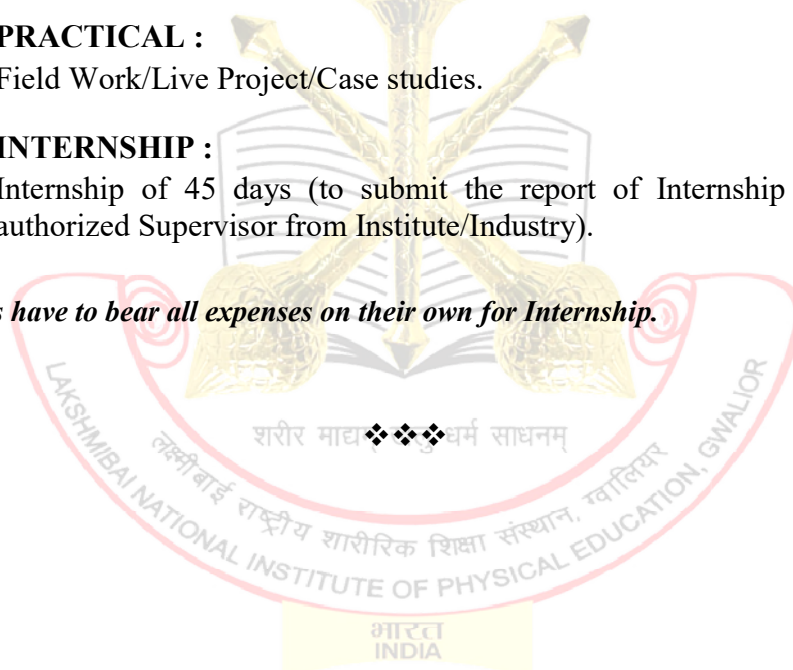 PRACTICAL :
Field Work/Live Project/Case studies.
INTERNSHIP :
Internship of 45 days (to submit the report of Internship
authorized Supervisor from Institute/Industry).
s have to bear all expenses on their own for Internship.
शरीर धर्म साधनम्
लक्ष्मीबाई राष्ट्रीय शारीरिक शिक्षा संस्थान, ग्वालियर
LAKSHMIBAI NATIONAL INSTITUTE OF PHYSICAL EDUCATION, GWALIOR
भारत
INDIA